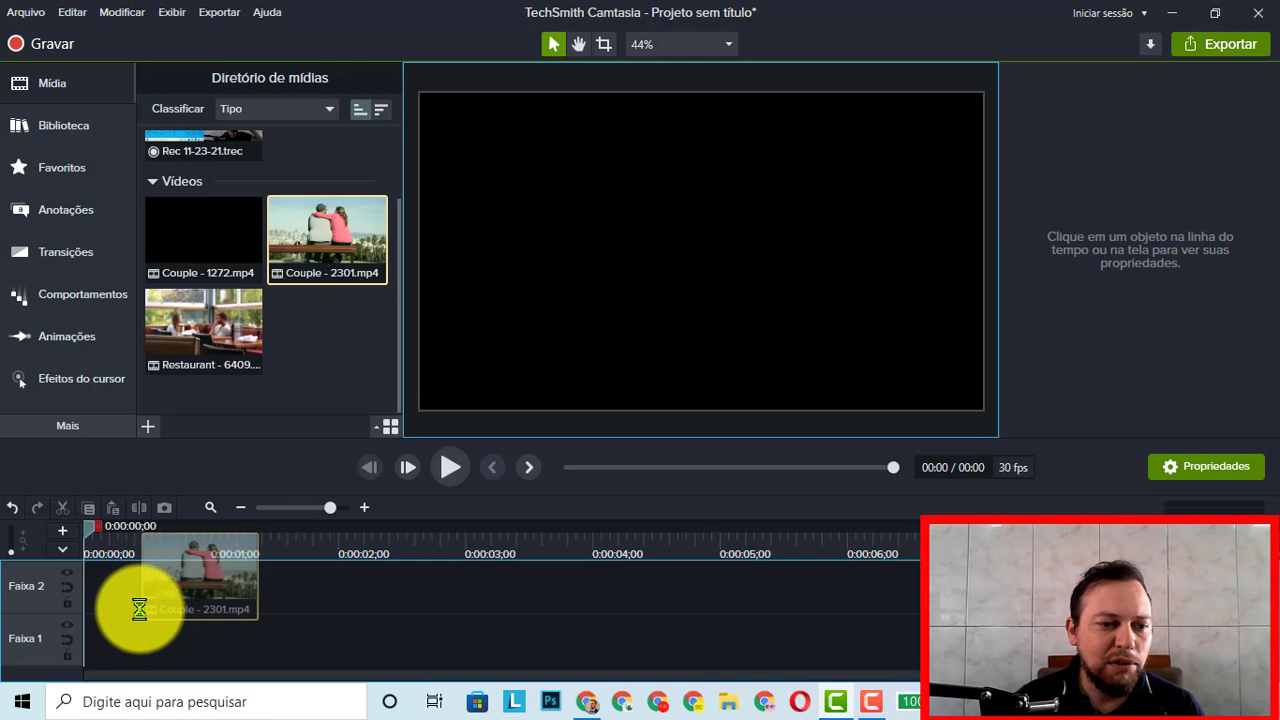 Arquivo Editar Modificar Exibir Exportar Ajuda TechSmith Camtasia - Projeto sem título* Iniciar sessão
Gravar 44% Exportar
Mídia
Biblioteca
Favoritos
Anotações
Transições
Comportamentos
Animações
Efeitos do cursor
Mais
Diretório de mídias
Classificar Tipo
Rec 11-23-21.trec
Vídeos
Couple - 1272.mp4 Couple - 2301.mp4
Restaurant - 6409....
Clique em um objeto na linha do
tempo ou na tela para ver suas
propriedades.
00:00 / 00:00 30 fps Propriedades
0:00:00;00
0:00:00;00 0:00:01;00 0:00:02;00 0:00:03;00 0:00:04;00 0:00:05;00 0:00:06;00
Faixa 2
Couple - 2301.mp4
Faixa 1
Digite aqui para pesquisar L Ps 100